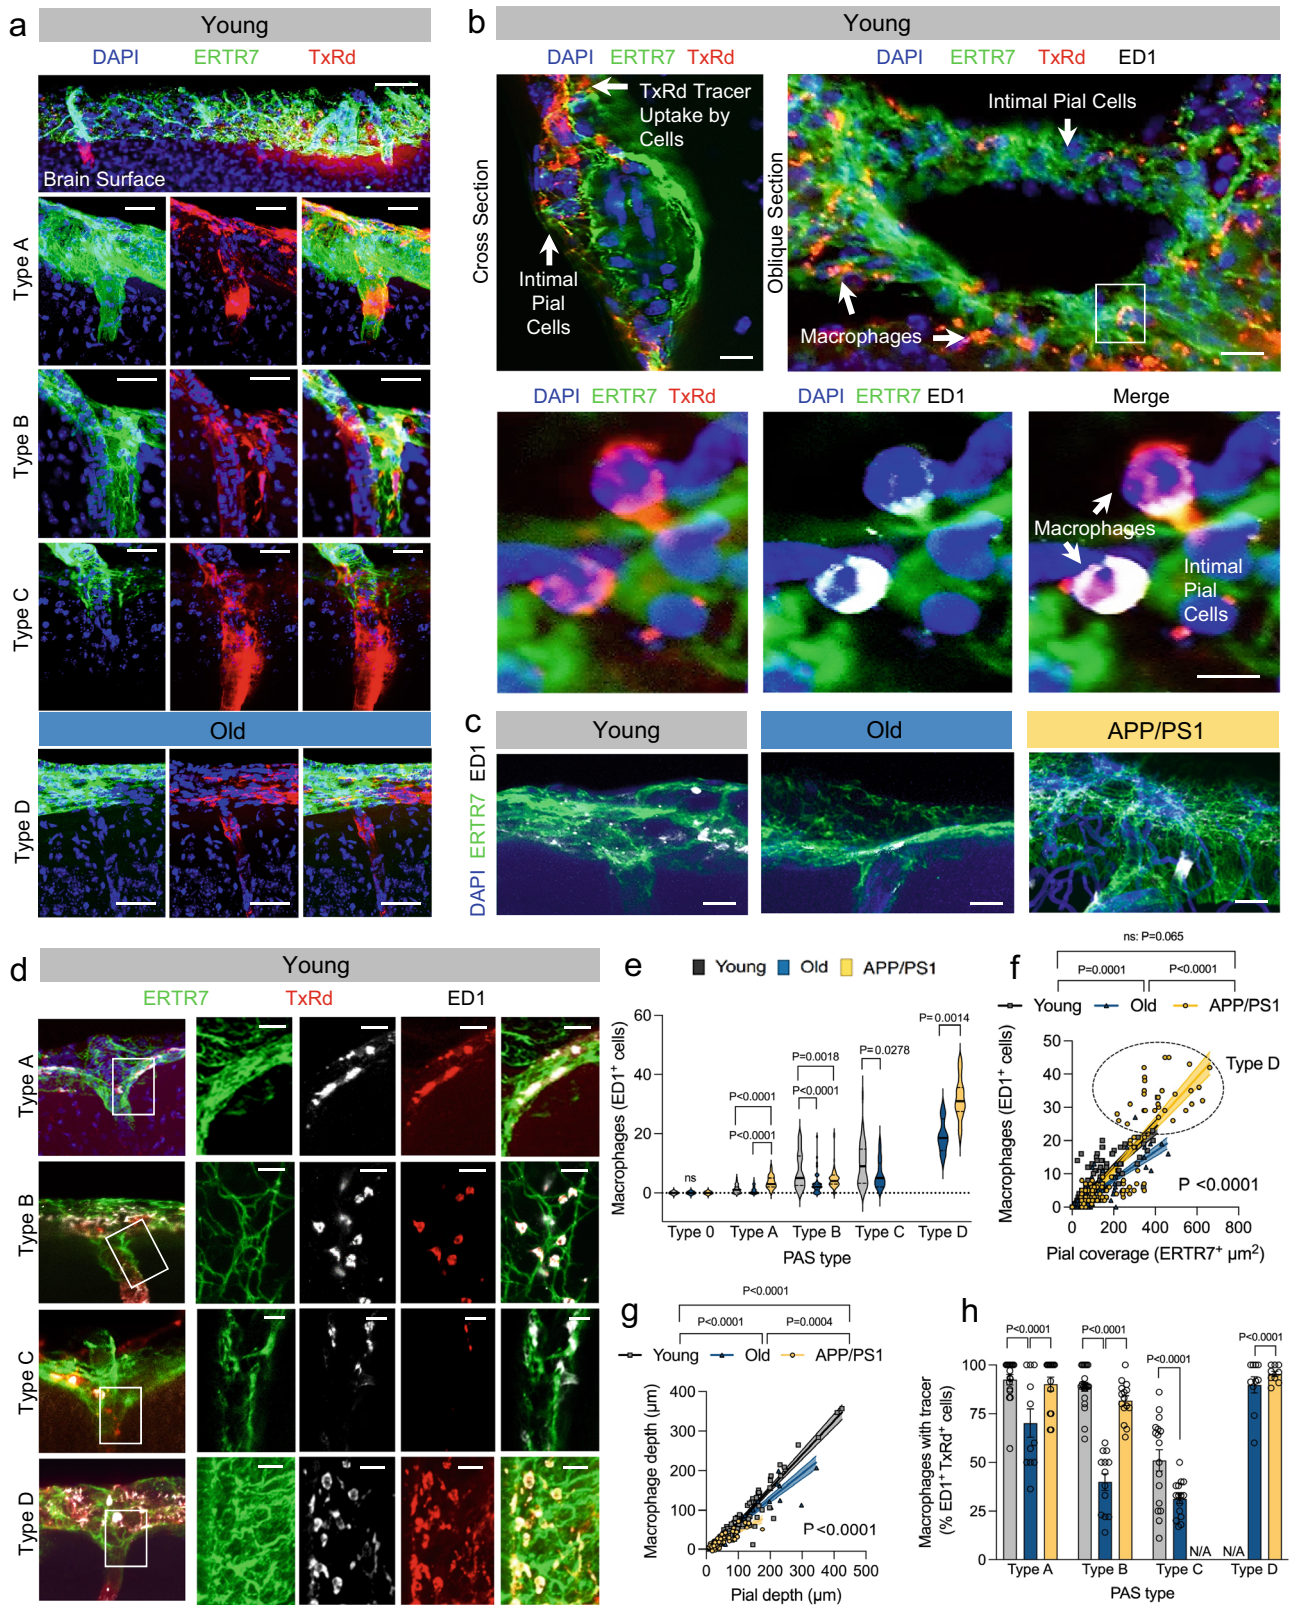 a
Young
DAPI ERTR7 TxRd
Brain Surface
Type A
Type B
Type C
Old
Type D
b
Young
DAPI ERTR7 TxRd
DAPI ERTR7 TxRd ED1
Cross Section
TxRd Tracer
Uptake by
Cells
Intimal
Pial
Cells
Oblique Section
Intimal Pial Cells
Macrophages
DAPI ERTR7 TxRd
DAPI ERTR7 ED1
Merge
Macrophages
Intimal
Pial
Cells
c
Young
Old
APP/PS1
DAPI ERTR7 ED1
d
Young
ERTR7 TxRd ED1
Type A
Type B
Type C
Type D
e
Young Old APP/PS1
Macrophages (ED1⁺ cells)
60
40
20
0
ns
P<0.0001
P<0.0001
P=0.0018
P<0.0001
P=0.0278
P=0.0014
Type 0 Type A Type B Type C Type D
PAS type
f
ns: P=0.065
P=0.0001 P<0.0001
Young Old APP/PS1
Macrophages (ED1⁺ cells)
50
40
30
20
10
0
Type D
P <0.0001
0 200 400 600 800
Pial coverage (ERTR7⁺ μm²)
g
P<0.0001
P<0.0001 P=0.0004
Young Old APP/PS1
Macrophage depth (μm)
400
300
200
100
0
P <0.0001
0 100 200 300 400 500
Pial depth (μm)
h
Macrophages with tracer
(% ED1⁺ TxRd⁺ cells)
100
75
50
25
0
P<0.0001
P<0.0001
P<0.0001
P<0.0001
N/A
N/A
Type A Type B Type C Type D
PAS type